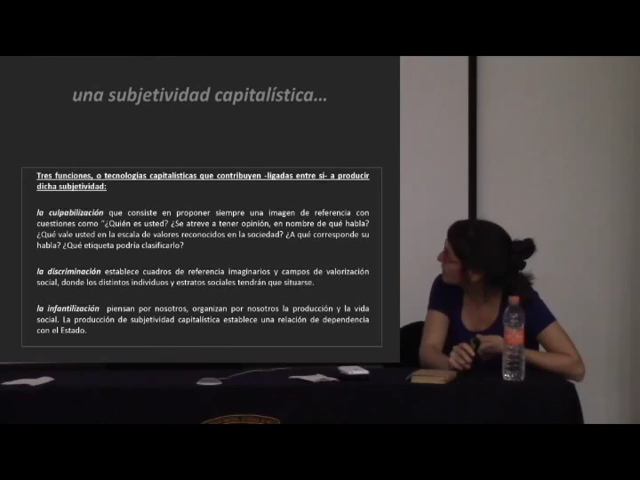 una subjetividad capitalística...
Tres funciones, o tecnologías capitalísticas que contribuyen -ligadas entre si- a producir
dicha subjetividad:
la culpabilización que consiste en proponer siempre una imagen de referencia con
cuestiones como "¿Quién es usted? ¿Se atreve a tener opinión, en nombre de qué habla?
¿Qué vale usted en la escala de valores reconocidos en la sociedad? ¿A qué corresponde su
habla? ¿Qué etiqueta podría clasificarlo?
la discriminación establece cuadros de referencia imaginarios y campos de valorización
social, donde los distintos individuos y estratos sociales tendrán que situarse.
la infantilización piensan por nosotros, organizan por nosotros la producción y la vida
social. La producción de subjetividad capitalística establece una relación de dependencia
con el Estado.